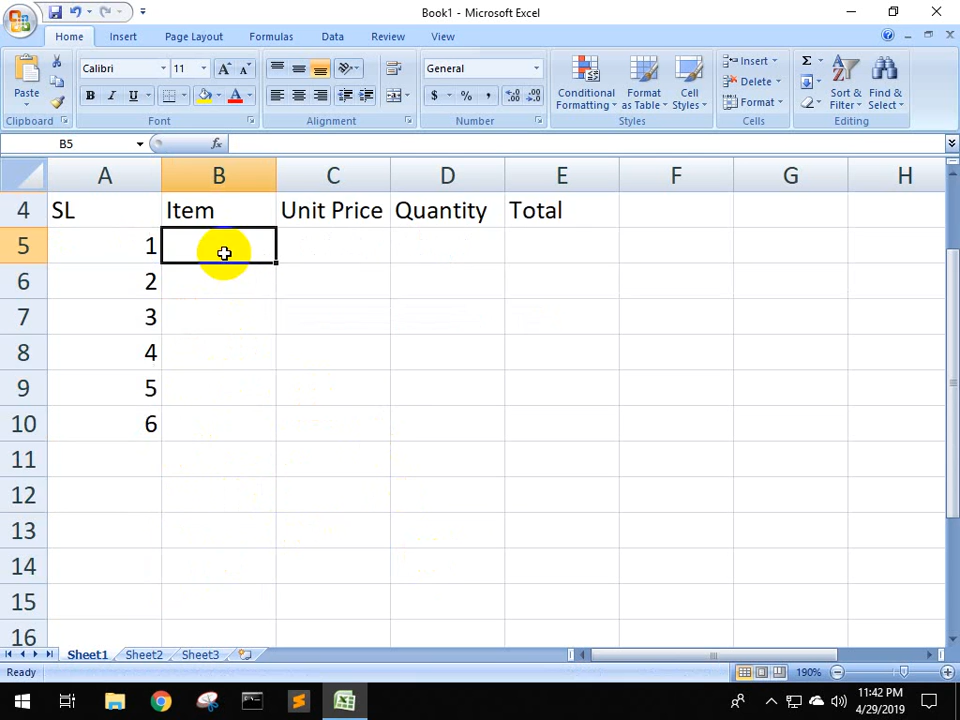 Book1 - Microsoft Excel
Home Insert Page Layout Formulas Data Review View
Paste
Calibri 11
B I U
General
$ % ,
Conditional Formatting
Format as Table
Cell Styles
Insert
Delete
Format
Σ
Sort & Filter
Find & Select
Clipboard Font Alignment Number Styles Cells Editing
B5 fx
A B C D E F G H
4 SL Item Unit Price Quantity Total
5 1
6 2
7 3
8 4
9 5
10 6
11
12
13
14
15
16
Sheet1 Sheet2 Sheet3
Ready 190%
11:42 PM
4/29/2019